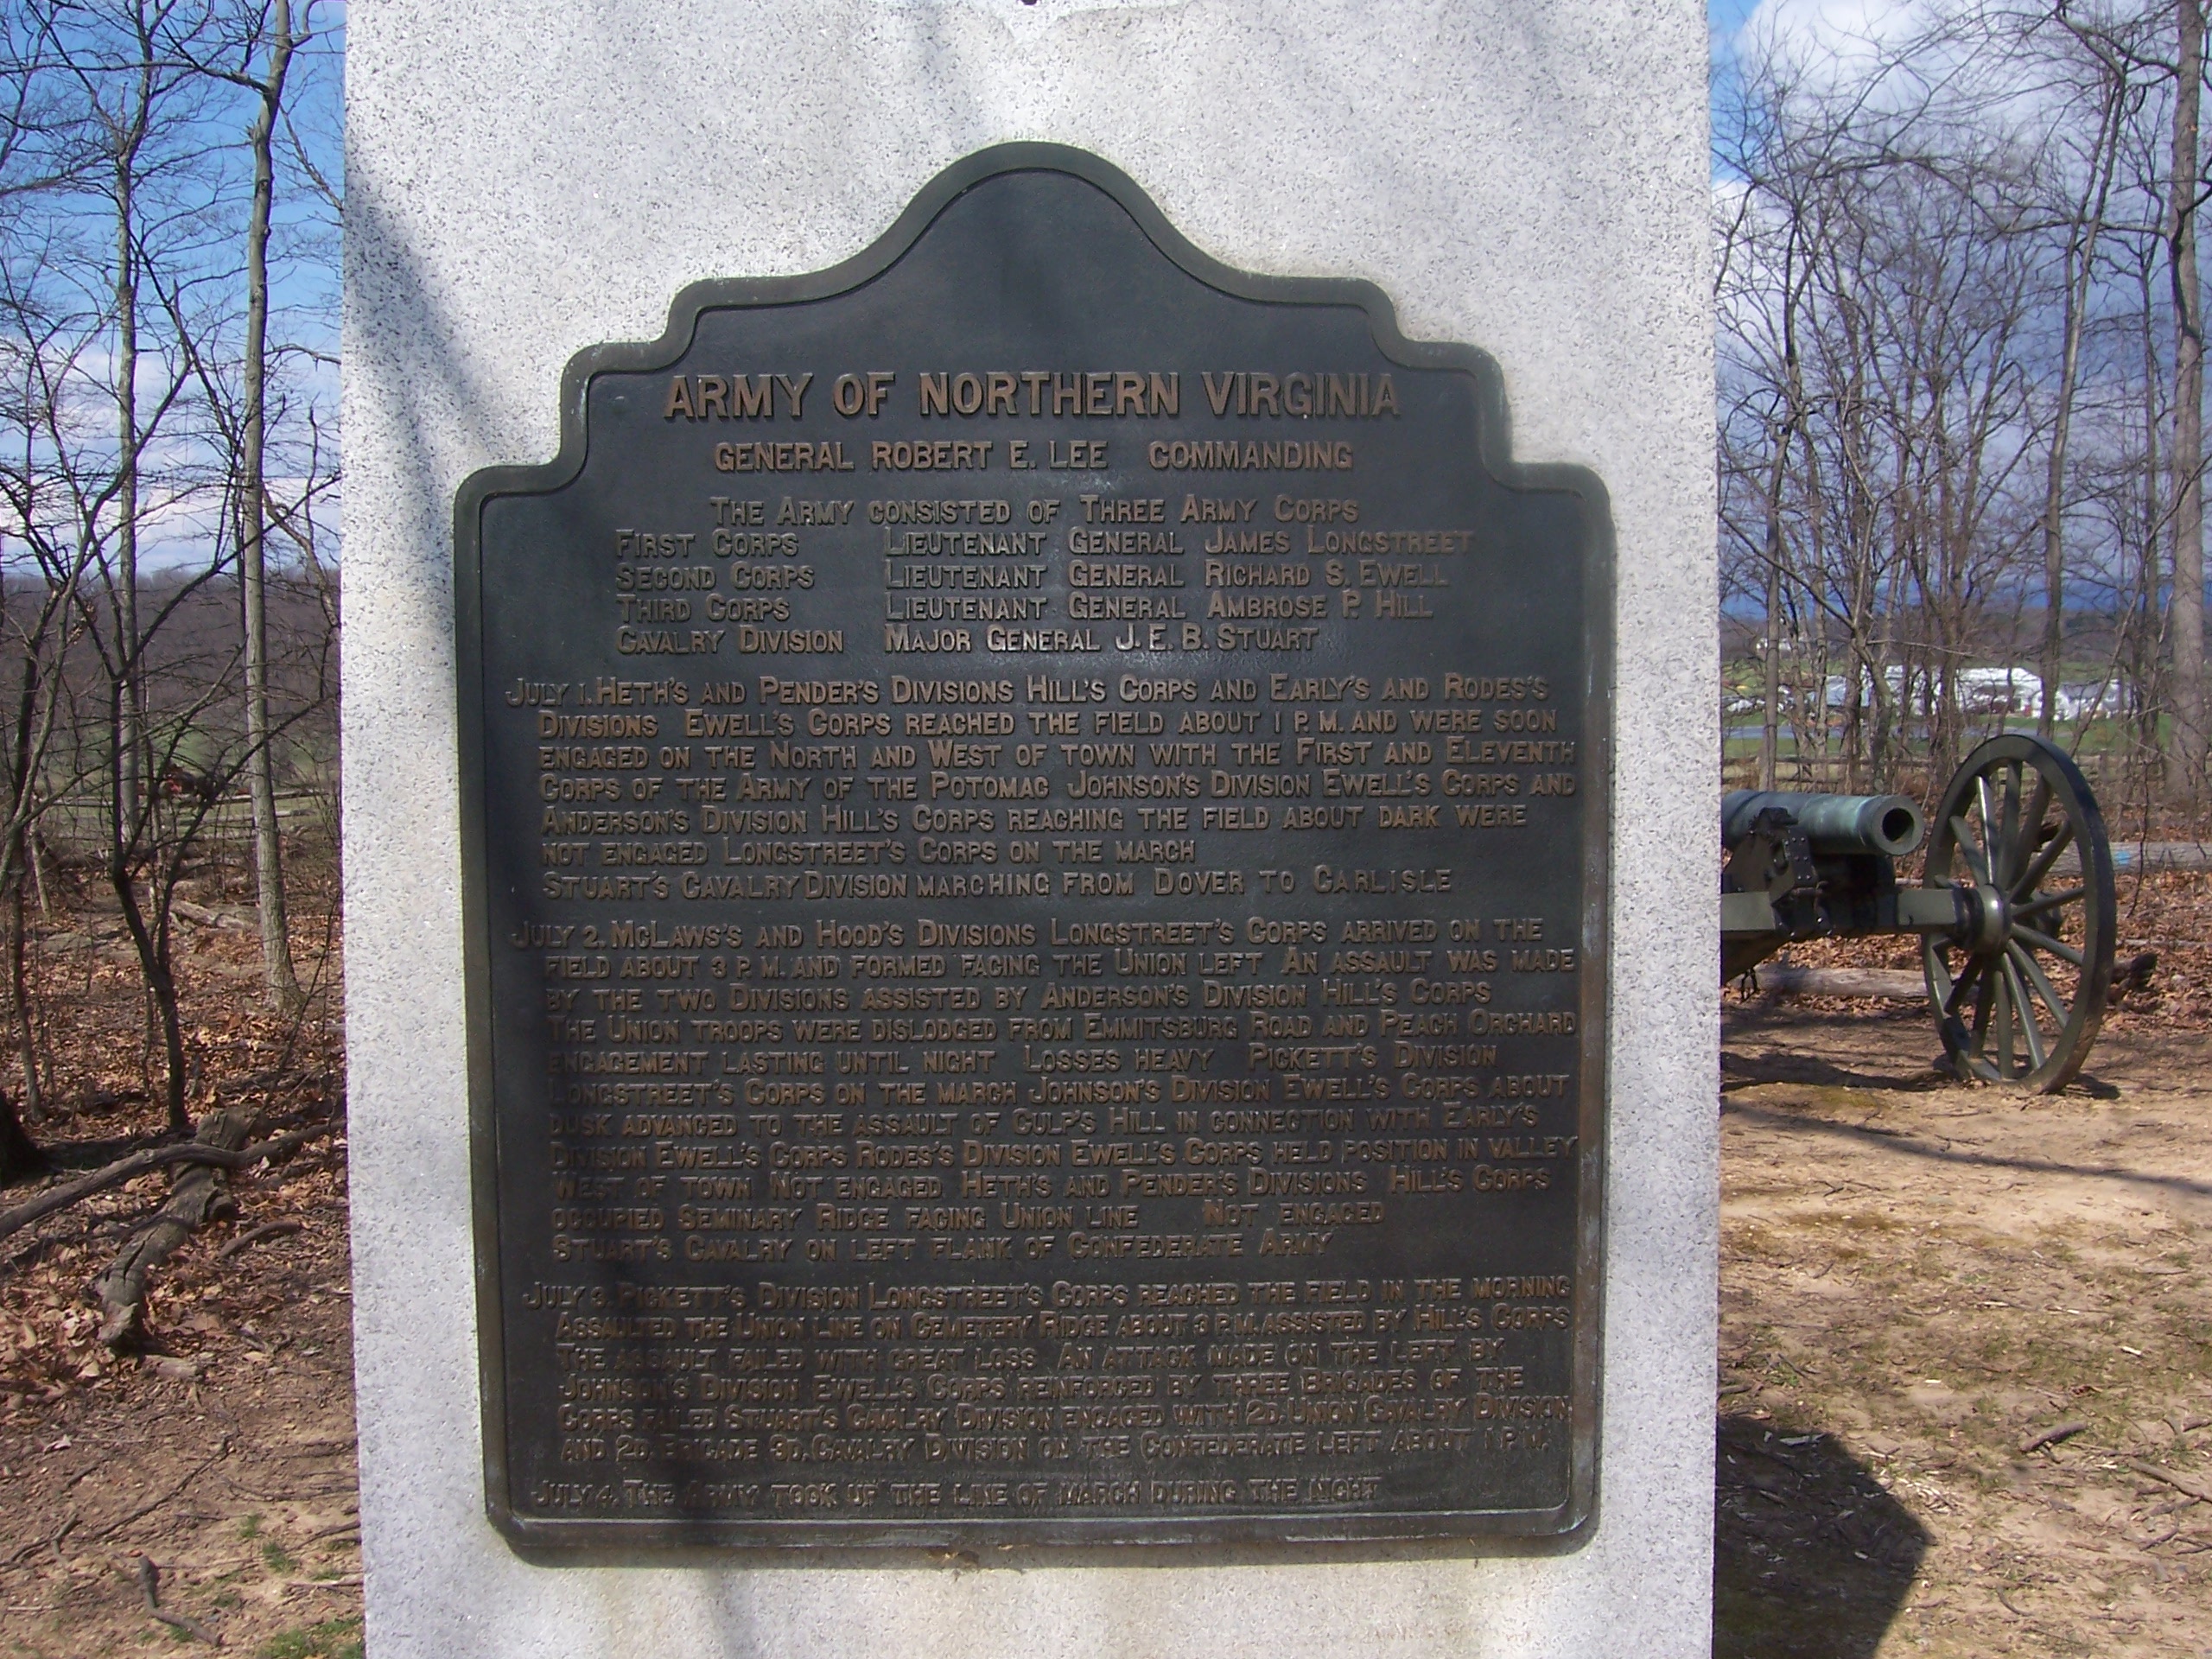 ARMY OF NORTHERN VIRGINIA
GENERAL ROBERT E. LEE COMMANDING
THE ARMY CONSISTED OF THREE ARMY CORPS
FIRST CORPS LIEUTENANT GENERAL JAMES LONGSTREET
SECOND CORPS LIEUTENANT GENERAL RICHARD S. EWELL
THIRD CORPS LIEUTENANT GENERAL AMBROSE P. HILL
CAVALRY DIVISION MAJOR GENERAL J. E. B. STUART
JULY 1. HETH'S AND PENDER'S DIVISIONS HILL'S CORPS AND EARLY'S AND RODES'S
DIVISIONS EWELL'S CORPS REACHED THE FIELD ABOUT 1 P. M. AND WERE SOON
ENGAGED ON THE NORTH AND WEST OF TOWN WITH THE FIRST AND ELEVENTH
CORPS OF THE ARMY OF THE POTOMAC JOHNSON'S DIVISION EWELL'S CORPS AND
ANDERSON'S DIVISION HILL'S CORPS REACHING THE FIELD ABOUT DARK WERE
NOT ENGAGED LONGSTREET'S CORPS ON THE MARCH
STUART'S CAVALRY DIVISION MARCHING FROM DOVER TO CARLISLE
JULY 2. MCLAWS'S AND HOOD'S DIVISIONS LONGSTREET'S CORPS ARRIVED ON THE
FIELD ABOUT 3 P. M. AND FORMED FACING THE UNION LEFT AN ASSAULT WAS MADE
BY THE TWO DIVISIONS ASSISTED BY ANDERSON'S DIVISION HILL'S CORPS
THE UNION TROOPS WERE DISLODGED FROM EMMITSBURG ROAD AND PEACH ORCHARD
ENGAGEMENT LASTING UNTIL NIGHT LOSSES HEAVY PICKETT'S DIVISION
LONGSTREET'S CORPS ON THE MARCH JOHNSON'S DIVISION EWELL'S CORPS ABOUT
DUSK ADVANCED TO THE ASSAULT OF CULP'S HILL IN CONNECTION WITH EARLY'S
DIVISION EWELL'S CORPS RODES'S DIVISION EWELL'S CORPS HELD POSITION IN VALLEY
WEST OF TOWN NOT ENGAGED HETH'S AND PENDER'S DIVISIONS HILL'S CORPS
OCCUPIED SEMINARY RIDGE FACING UNION LINE NOT ENGAGED
STUART'S CAVALRY ON LEFT FLANK OF CONFEDERATE ARMY
JULY 3. PICKETT'S DIVISION LONGSTREET'S CORPS REACHED THE FIELD IN THE MORNING
ASSAULTED THE UNION LINE ON CEMETERY RIDGE ABOUT 3 P. M. ASSISTED BY HILL'S CORPS
THE ASSAULT FAILED WITH GREAT LOSS AN ATTACK MADE ON THE LEFT BY
JOHNSON'S DIVISION EWELL'S CORPS REINFORCED BY THREE BRIGADES OF THE
CORPS FAILED STUART'S CAVALRY DIVISION ENGAGED WITH 2D. UNION CAVALRY DIVISION
AND 2D. BRIGADE 3D. CAVALRY DIVISION ON THE CONFEDERATE LEFT ABOUT 1 P. M.
JULY 4. THE ARMY TOOK UP THE LINE OF MARCH DURING THE NIGHT